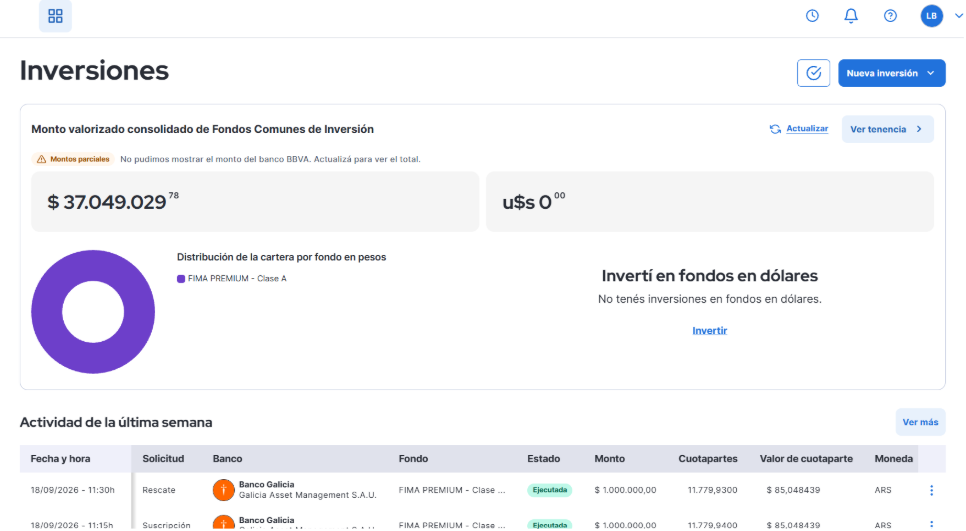 LB
Inversiones
Nueva inversión
Monto valorizado consolidado de Fondos Comunes de Inversión
Actualizar
Ver tenencia
Montos parciales No pudimos mostrar el monto del banco BBVA. Actualizá para ver el total.
$ 37.049.029 78
u$s 0 00
Distribución de la cartera por fondo en pesos
FIMA PREMIUM - Clase A
Invertí en fondos en dólares
No tenés inversiones en fondos en dólares.
Invertir
Actividad de la última semana
Ver más
Fecha y hora Solicitud Banco Fondo Estado Monto Cuotapartes Valor de cuotaparte Moneda
18/09/2026 - 11:30h Rescate Banco Galicia Galicia Asset Management S.A.U. FIMA PREMIUM - Clase ... Ejecutada $ 1.000.000,00 11.779,9300 $ 85,048439 ARS
18/09/2026 - 11:15h Suscripción Banco Galicia FIMA PREMIUM - Clase ... Ejecutada $ 1.000.000,00 11.779,9400 $ 85,048439 ARS